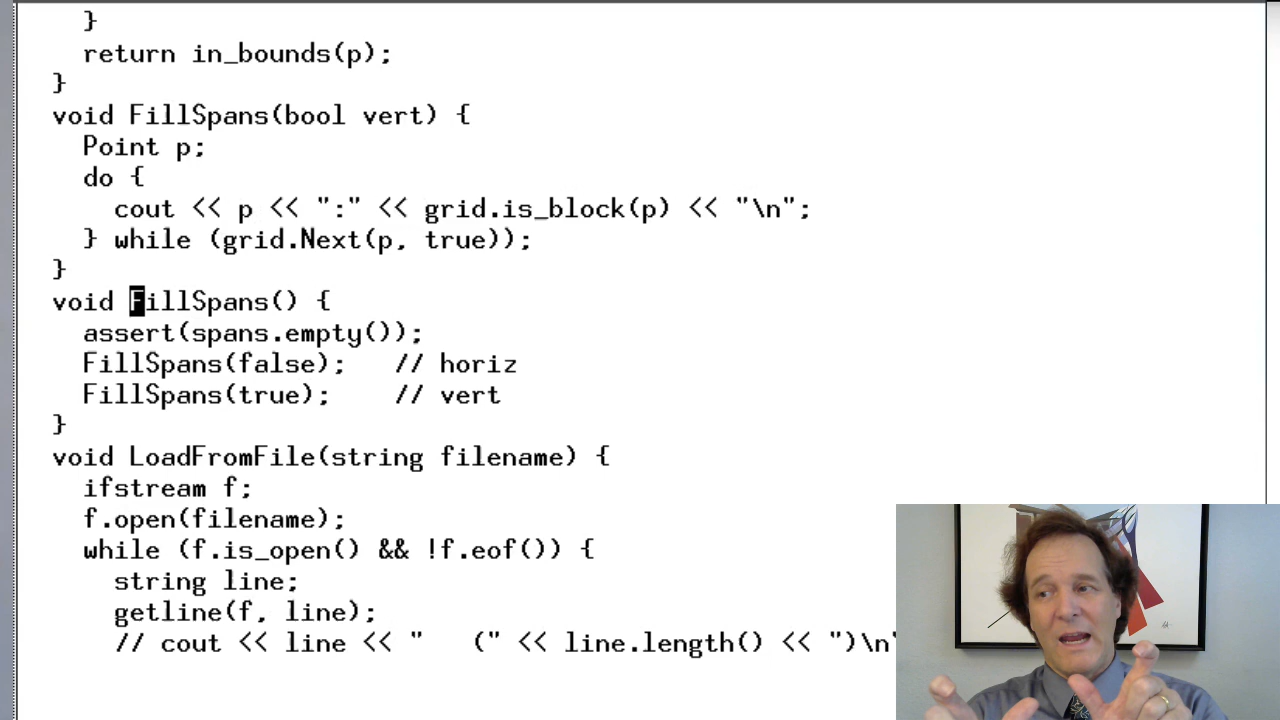 }
return in_bounds(p);
}
void FillSpans(bool vert) {
Point p;
do {
cout << p << ":" << grid.is_block(p) << "\n";
} while (grid.Next(p, true));
}
void FillSpans() {
assert(spans.empty());
FillSpans(false);   // horiz
FillSpans(true);    // vert
}
void LoadFromFile(string filename) {
ifstream f;
f.open(filename);
while (f.is_open() && !f.eof()) {
string line;
getline(f, line);
// cout << line << "   (" << line.length() << ")\n"